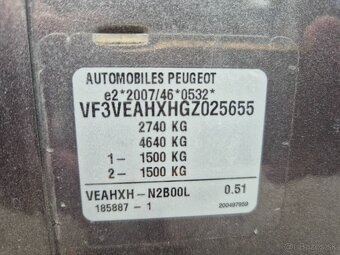 AUTOMOBILES PEUGEOT
e2*2007/46*0532*
VF3VEAHXHGZ025655
2740 KG
4640 KG
1- 1500 KG
2- 1500 KG
VEAHXH-N2B00L 0.51
185887-1 200497959